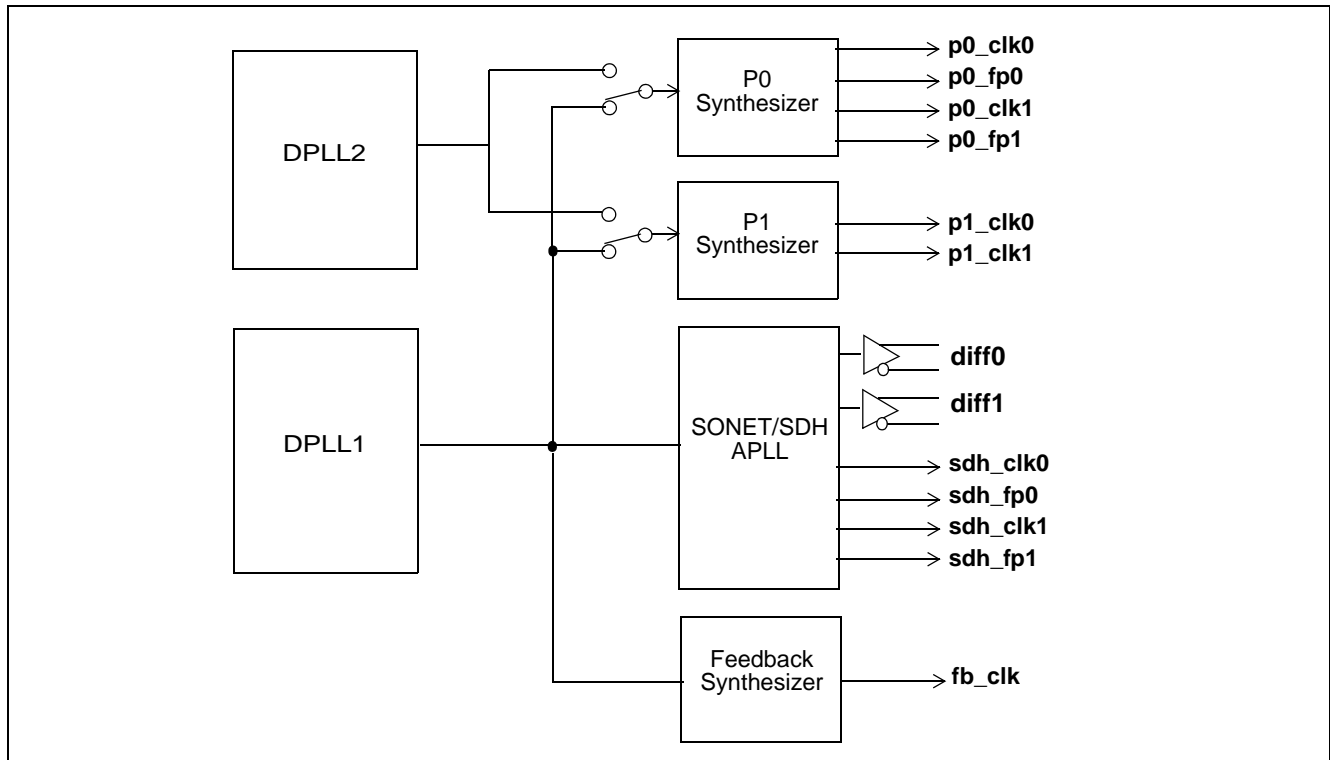 DPLL2
P0
Synthesizer
p0_clk0
p0_fp0
p0_clk1
p0_fp1
P1
Synthesizer
p1_clk0
p1_clk1
DPLL1
SONET/SDH
APLL
diff0
diff1
sdh_clk0
sdh_fp0
sdh_clk1
sdh_fp1
Feedback
Synthesizer
fb_clk